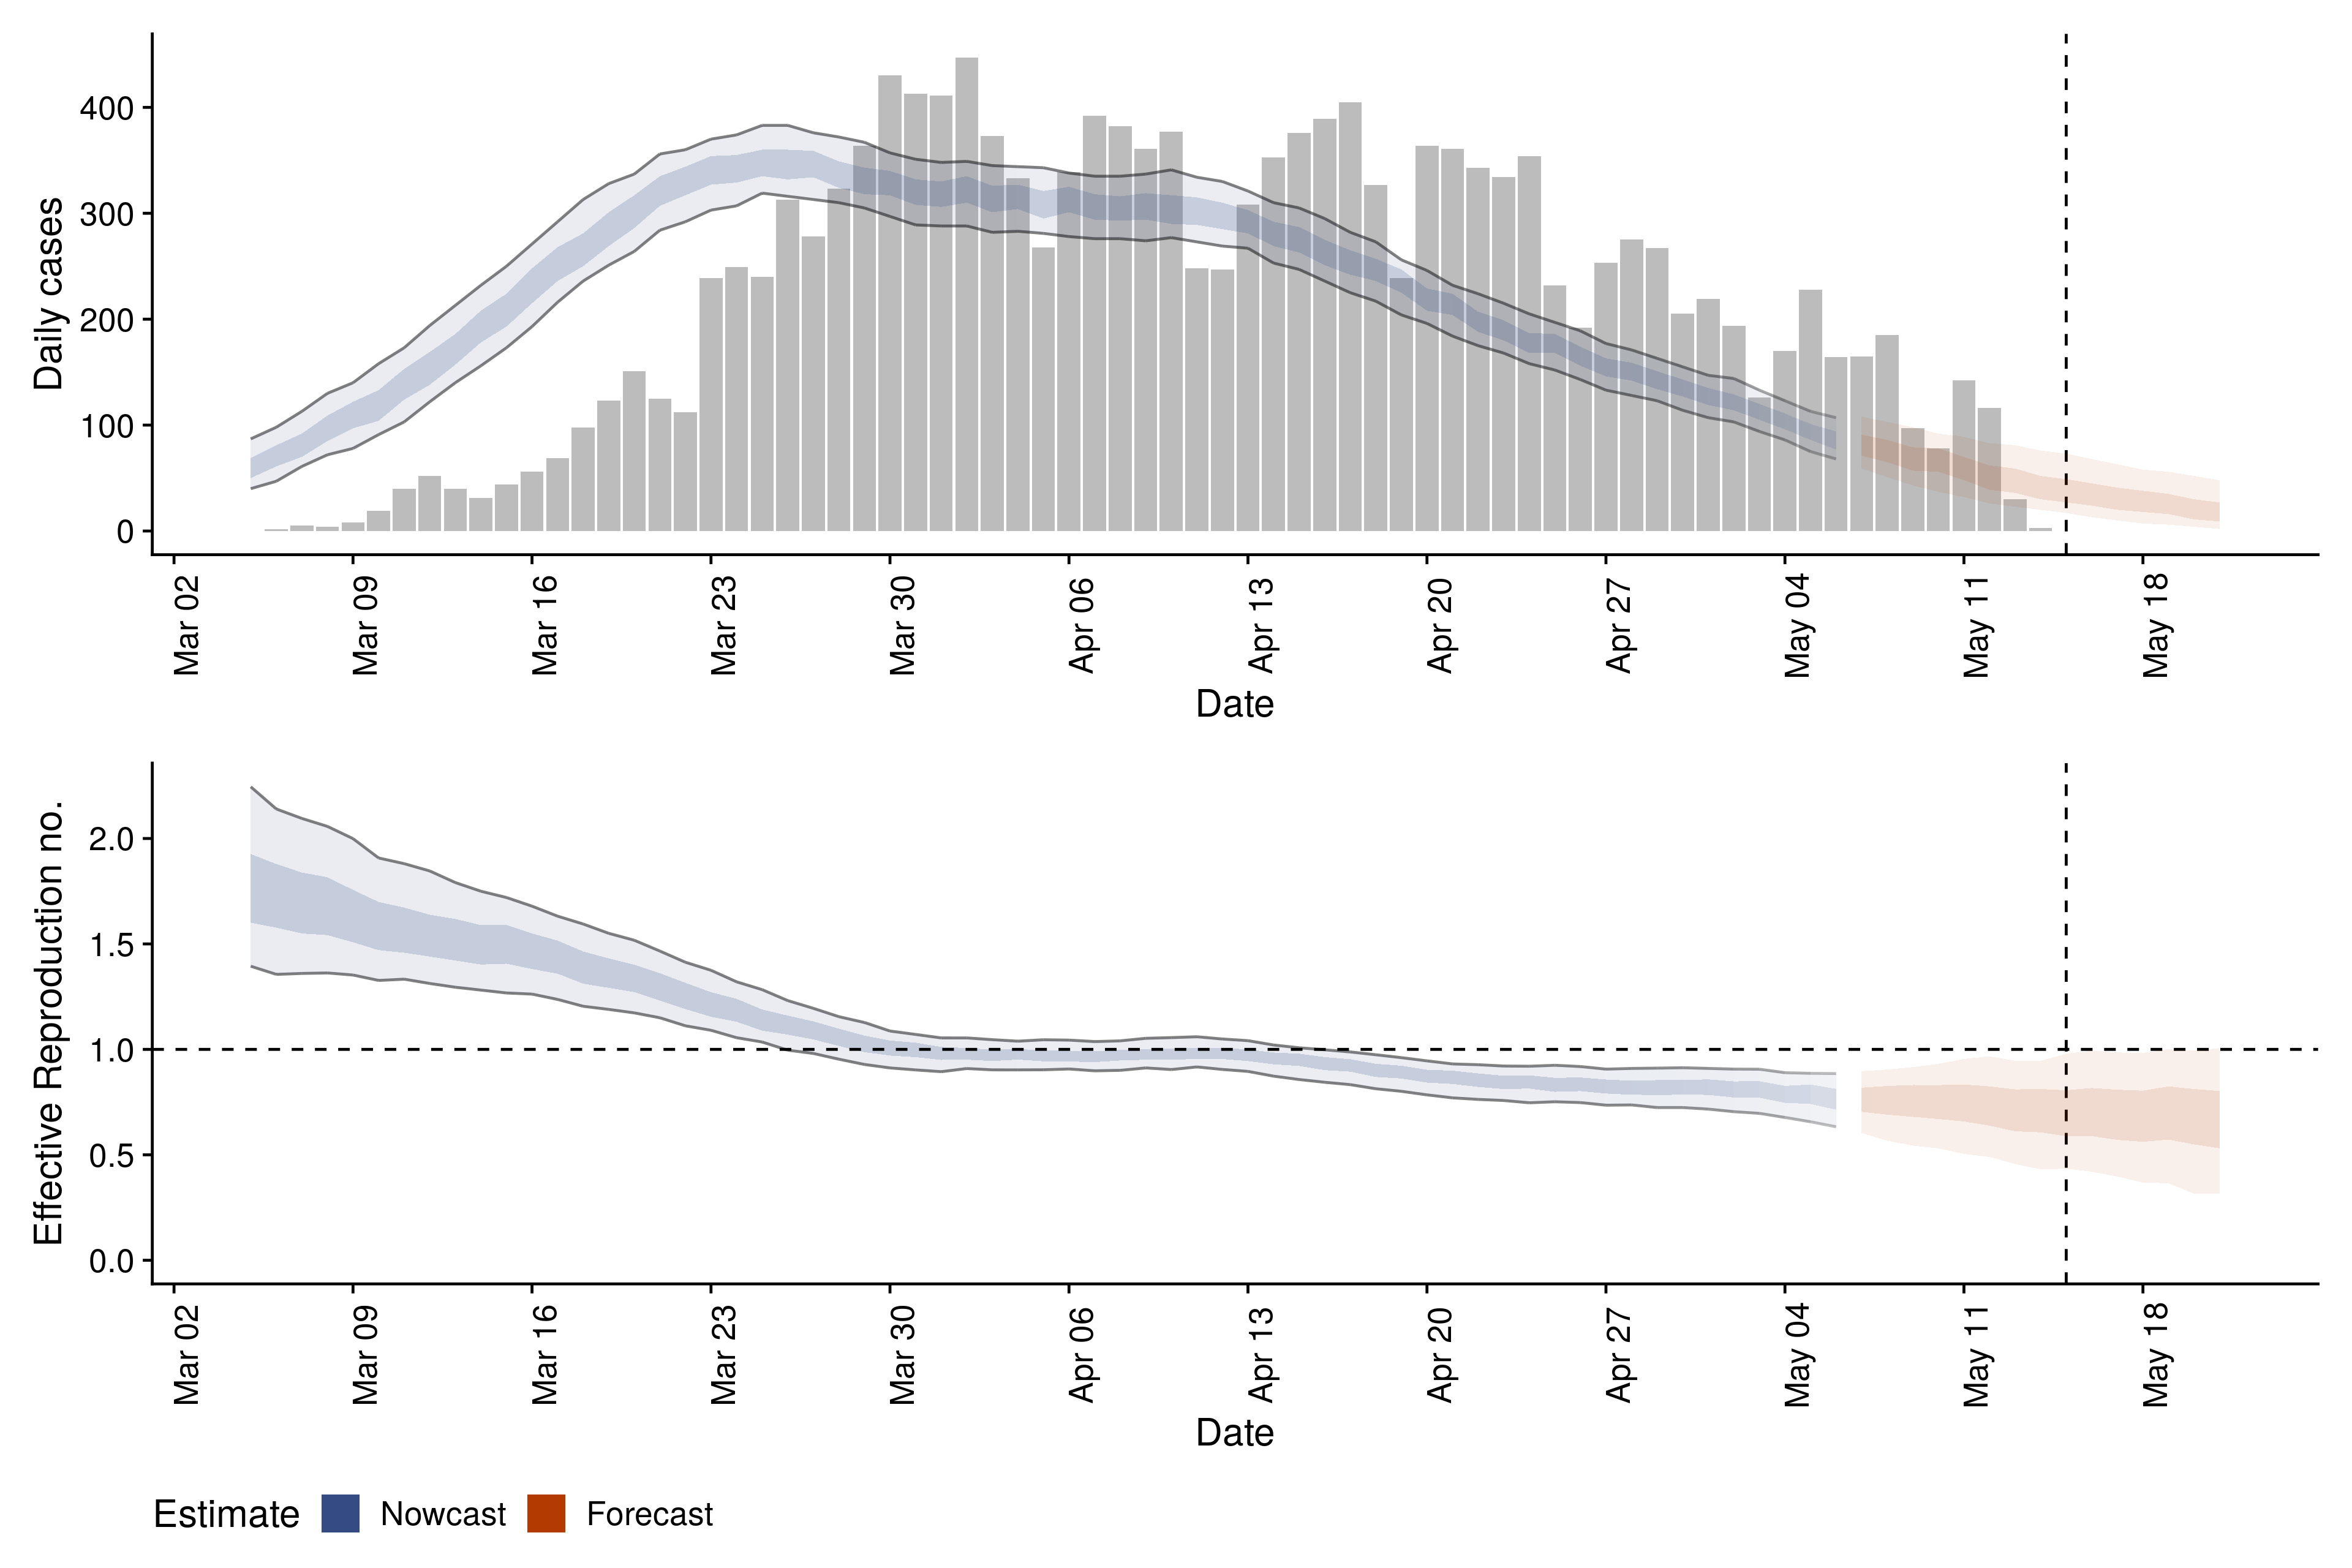 Daily cases
400
300
200
100
0
Mar 02 Mar 09 Mar 16 Mar 23 Mar 30 Apr 06 Apr 13 Apr 20 Apr 27 May 04 May 11 May 18
Date
Effective Reproduction no.
2.0
1.5
1.0
0.5
0.0
Mar 02 Mar 09 Mar 16 Mar 23 Mar 30 Apr 06 Apr 13 Apr 20 Apr 27 May 04 May 11 May 18
Date
Estimate Nowcast Forecast